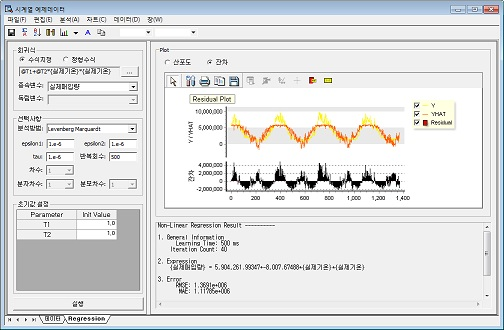 시계열 예제데이터
파일(F) 편집(E) 분석(A) 차트(C) 데이터(D) 창(W)
회귀식
수식지정 정형수식
@T1+@T2*{실제기온}*{실제기온} ...
종속변수: 실제매입량
독립변수:
선택사항
분석방법: Levenberg Marquardt
epsilon1: 1.e-6 epsilon2: 1.e-6
tau: 1.e-6 반복회수: 500
차수: 1
분자차수: 1 분모차수: 1
초기값 설정
Parameter Init Value
T1 1.0
T2 1.0
실행
데이터 Regression
Plot
산포도 잔차
Residual Plot
Y / YHAT
10,000,000
5,000,000
0
잔차
4,000,000
2,000,000
0
-2,000,000
0 200 400 600 800 1,000 1,200 1,400
Y
YHAT
Residual
Non-Linear Regression Result ----------
1. General Information
Learning Time: 500 ms
Iteration Count: 40
2. Expression
{실제매입량} = 5,904,261.99347+-8,007.67488*{실제기온}*{실제기온}
3. Error
RMSE: 1.3691e+006
MAE: 1.11785e+006